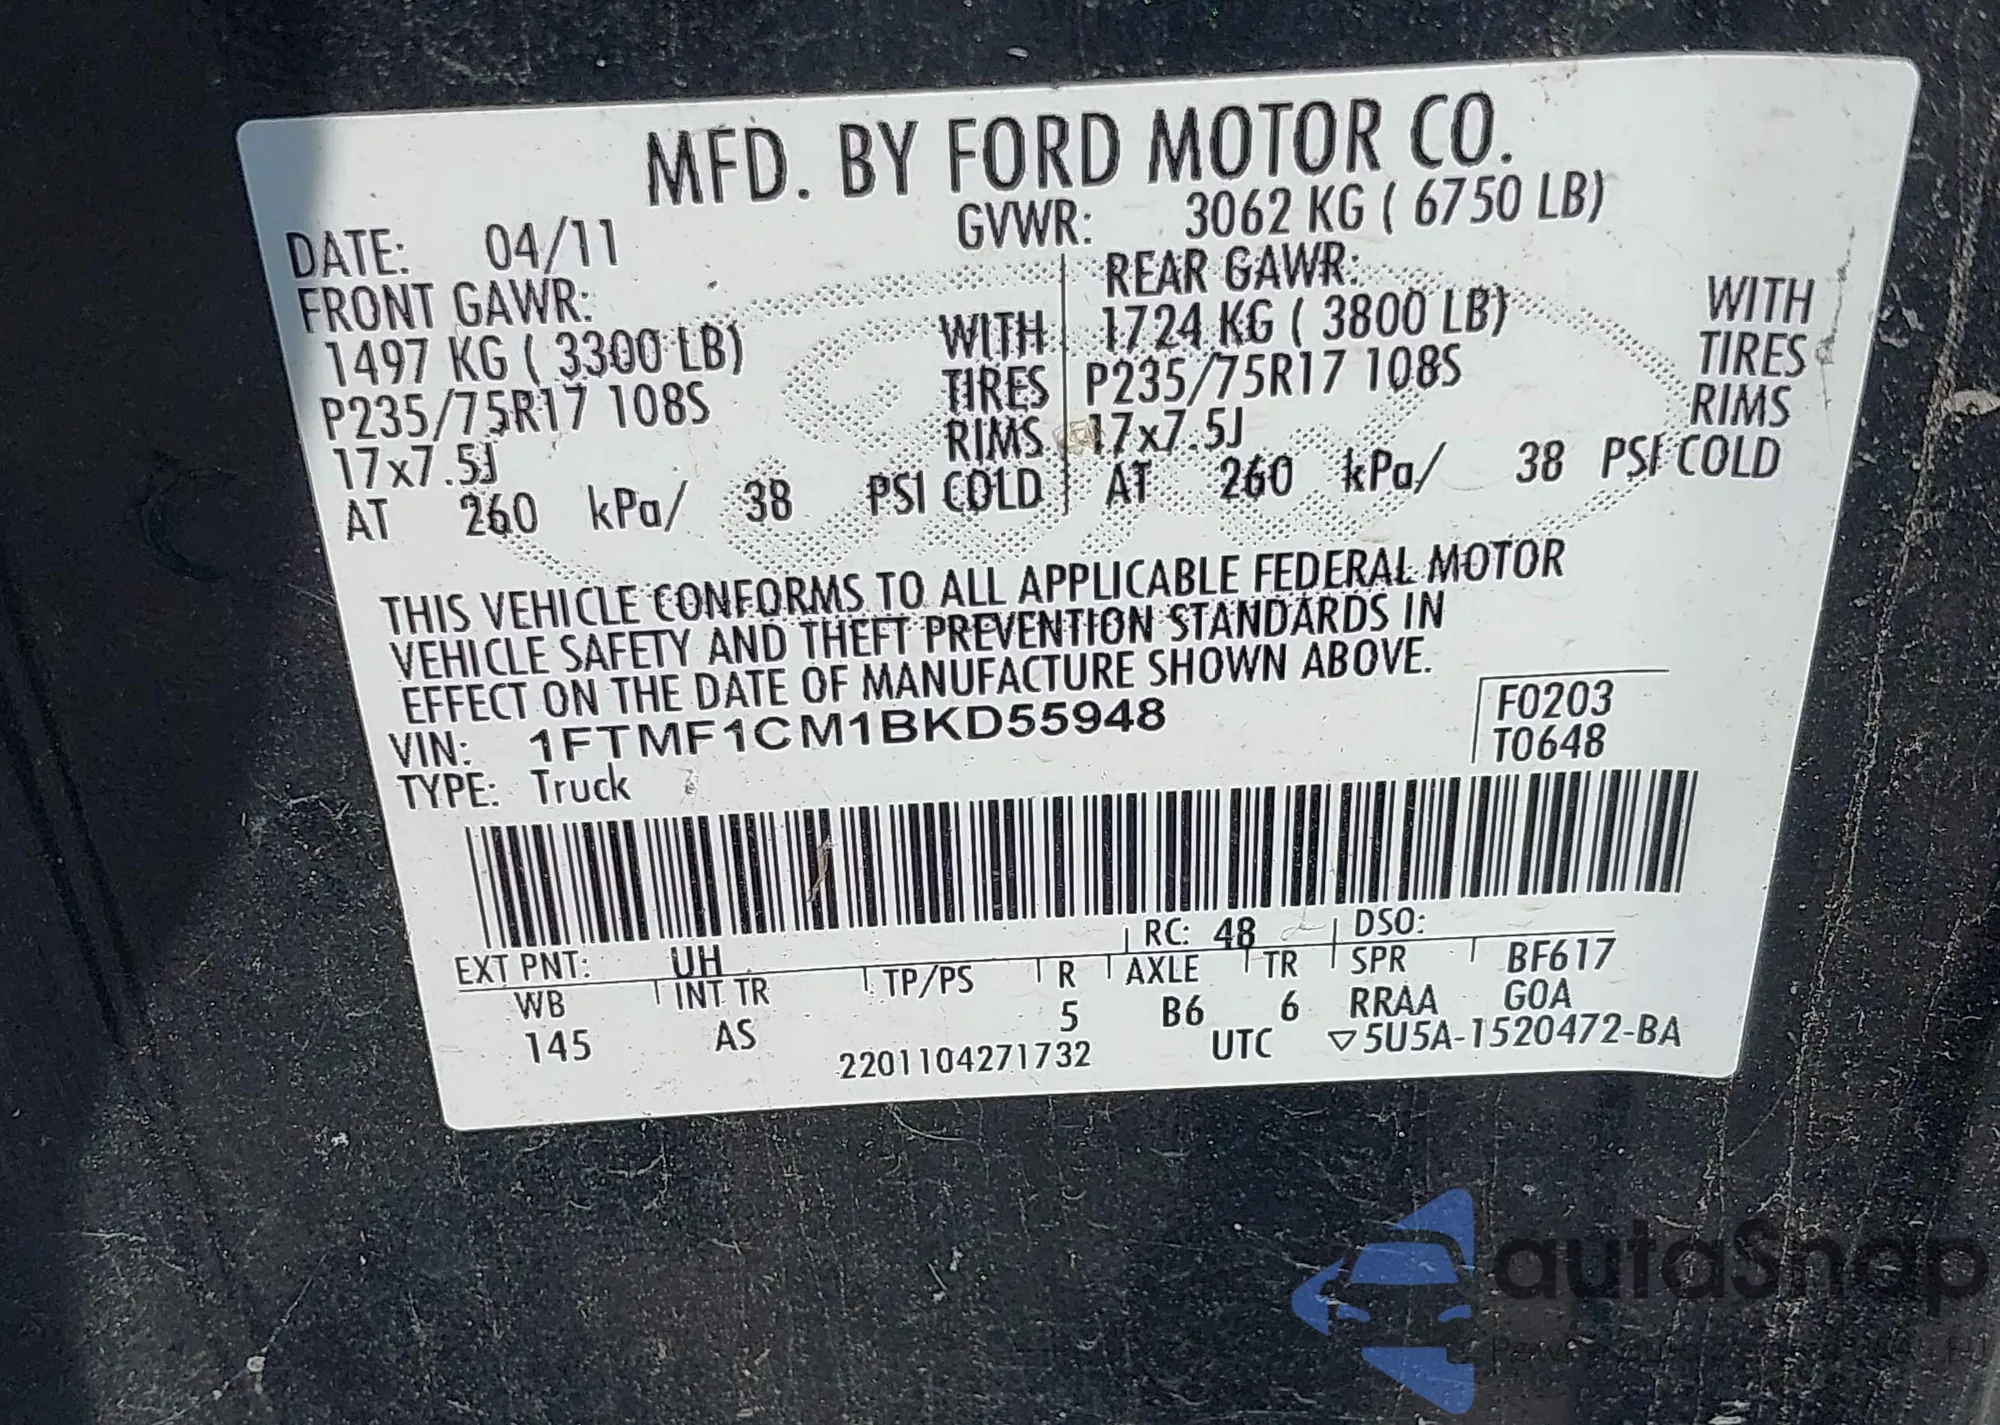 MFD. BY FORD MOTOR CO.
DATE: 04/11 GVWR: 3062 KG ( 6750 LB)
FRONT GAWR: REAR GAWR:
1497 KG ( 3300 LB) WITH 1724 KG ( 3800 LB) WITH
P235/75R17 108S TIRES P235/75R17 108S TIRES
17x7.5J RIMS 17x7.5J RIMS
AT 260 kPa/ 38 PSI COLD AT 260 kPa/ 38 PSI COLD
THIS VEHICLE CONFORMS TO ALL APPLICABLE FEDERAL MOTOR
VEHICLE SAFETY AND THEFT PREVENTION STANDARDS IN
EFFECT ON THE DATE OF MANUFACTURE SHOWN ABOVE.
VIN: 1FTMF1CM1BKD55948 F0203
TYPE: Truck T0648
EXT PNT: UH RC: 48 DSO:
WB INT TR TP/PS R AXLE TR SPR BF617
145 AS 5 B6 6 RRAA GOA
2201104271732 UTC ▽5U5A-1520472-BA
autoSnap